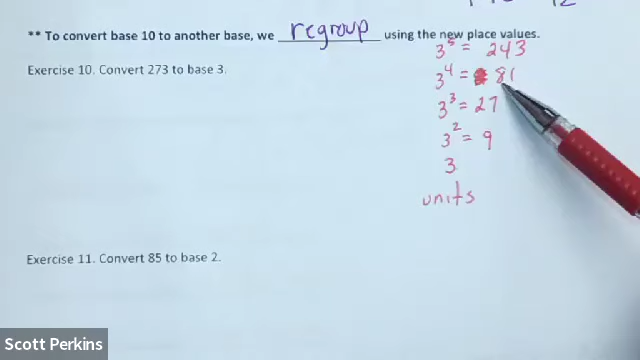 ** To convert base 10 to another base, we regroup using the new place values.
3⁵ = 243
Exercise 10. Convert 273 to base 3.
3⁴ = 81
3³ = 27
3² = 9
3
units
Exercise 11. Convert 85 to base 2.
Scott Perkins